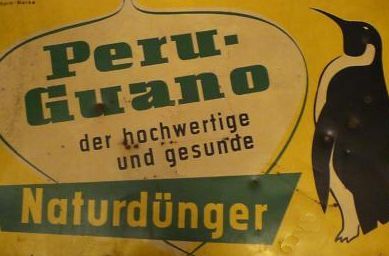 Peru-
Guano
der hochwertige
und gesunde
Naturdünger